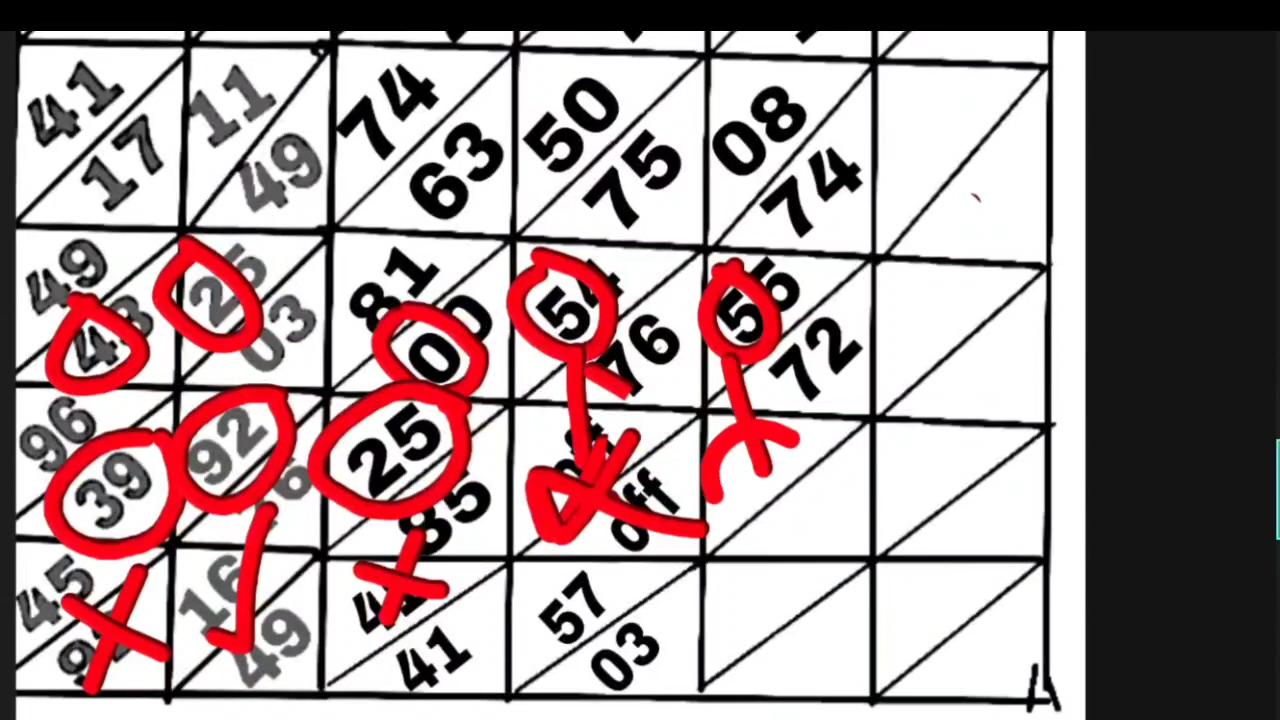 41 17 11 49 74 63 50 75 08 74
49 43 25 03 81 00 54 76 56 72
96 39 92 25 85 off
45 16 49 41 57 03